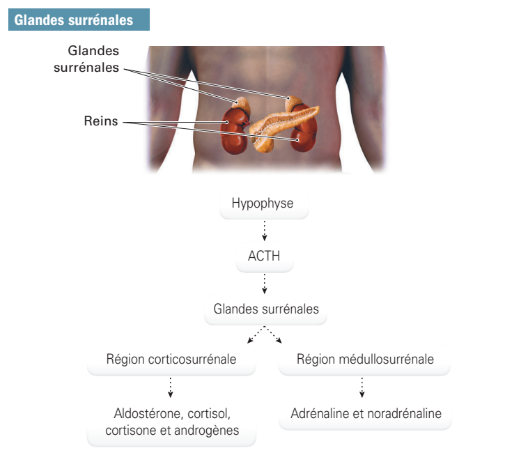 Glandes surrénales
Glandes
surrénales
Reins
Hypophyse
ACTH
Glandes surrénales
Région corticosurrénale
Région médullosurrénale
Aldostérone, cortisol,
cortisone et androgènes
Adrénaline et noradrénaline